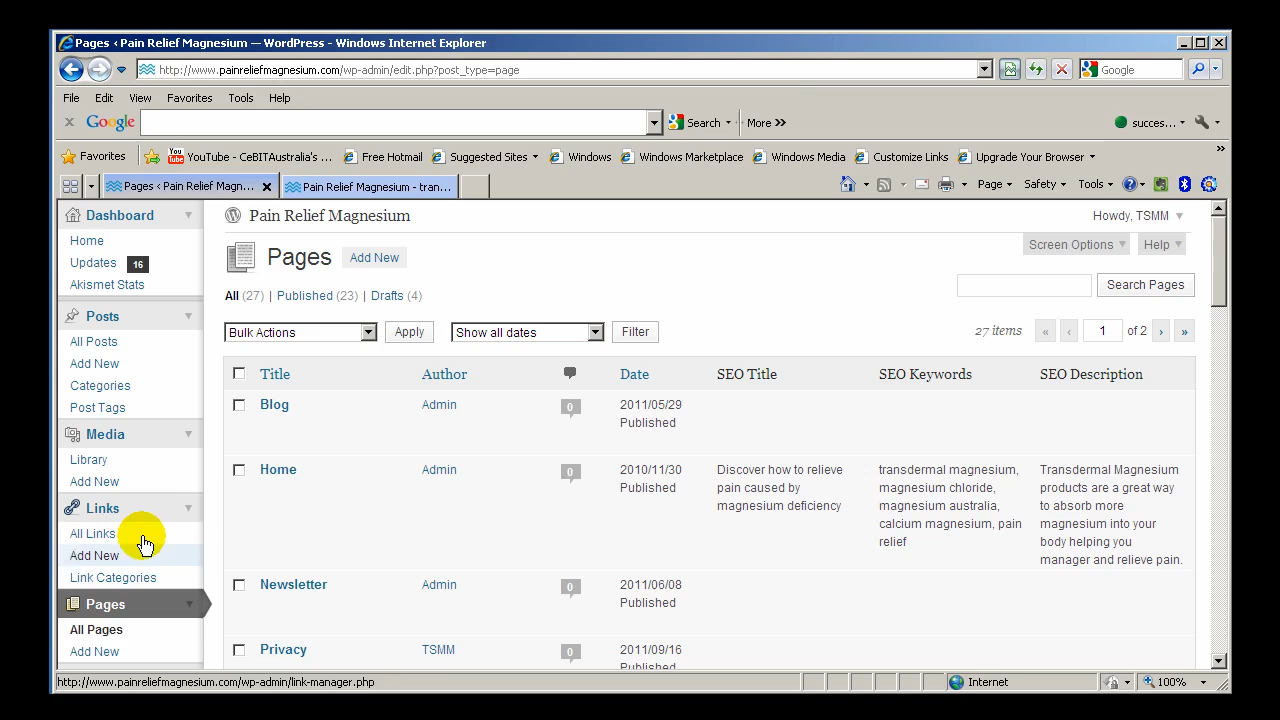 Pages ‹ Pain Relief Magnesium — WordPress - Windows Internet Explorer
http://www.painreliefmagnesium.com/wp-admin/edit.php?post_type=page
Google
File Edit View Favorites Tools Help
Google Search More »
succes...
Favorites YouTube - CeBITAustralia's ... Free Hotmail Suggested Sites Windows Windows Marketplace Windows Media Customize Links Upgrade Your Browser »
Pages ‹ Pain Relief Magn... Pain Relief Magnesium - tran...
Page Safety Tools
Dashboard
Home
Updates 16
Akismet Stats
Posts
All Posts
Add New
Categories
Post Tags
Media
Library
Add New
Links
All Links
Add New
Link Categories
Pages
All Pages
Add New
Pain Relief Magnesium
Howdy, TSMM
Pages Add New
Screen Options Help
All (27) | Published (23) | Drafts (4)
Search Pages
Bulk Actions Apply Show all dates Filter
27 items « ‹ 1 of 2 › »
Title Author Date SEO Title SEO Keywords SEO Description
Blog Admin 0 2011/05/29
Published
Home Admin 0 2010/11/30 Discover how to relieve transdermal magnesium, Transdermal Magnesium
Published pain caused by magnesium chloride, products are a great way
magnesium deficiency magnesium australia, to absorb more
calcium magnesium, pain magnesium into your
relief body helping you
manager and relieve pain.
Newsletter Admin 0 2011/06/08
Published
Privacy TSMM 0 2011/09/16
Published
http://www.painreliefmagnesium.com/wp-admin/link-manager.php
Internet
100%